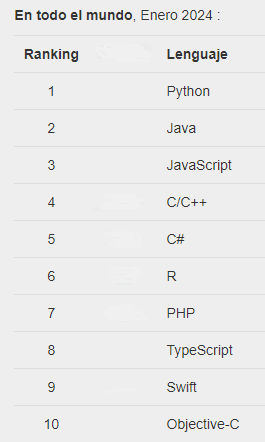 En todo el mundo, Enero 2024 :
Ranking Lenguaje
1 Python
2 Java
3 JavaScript
4 C/C++
5 C#
6 R
7 PHP
8 TypeScript
9 Swift
10 Objective-C